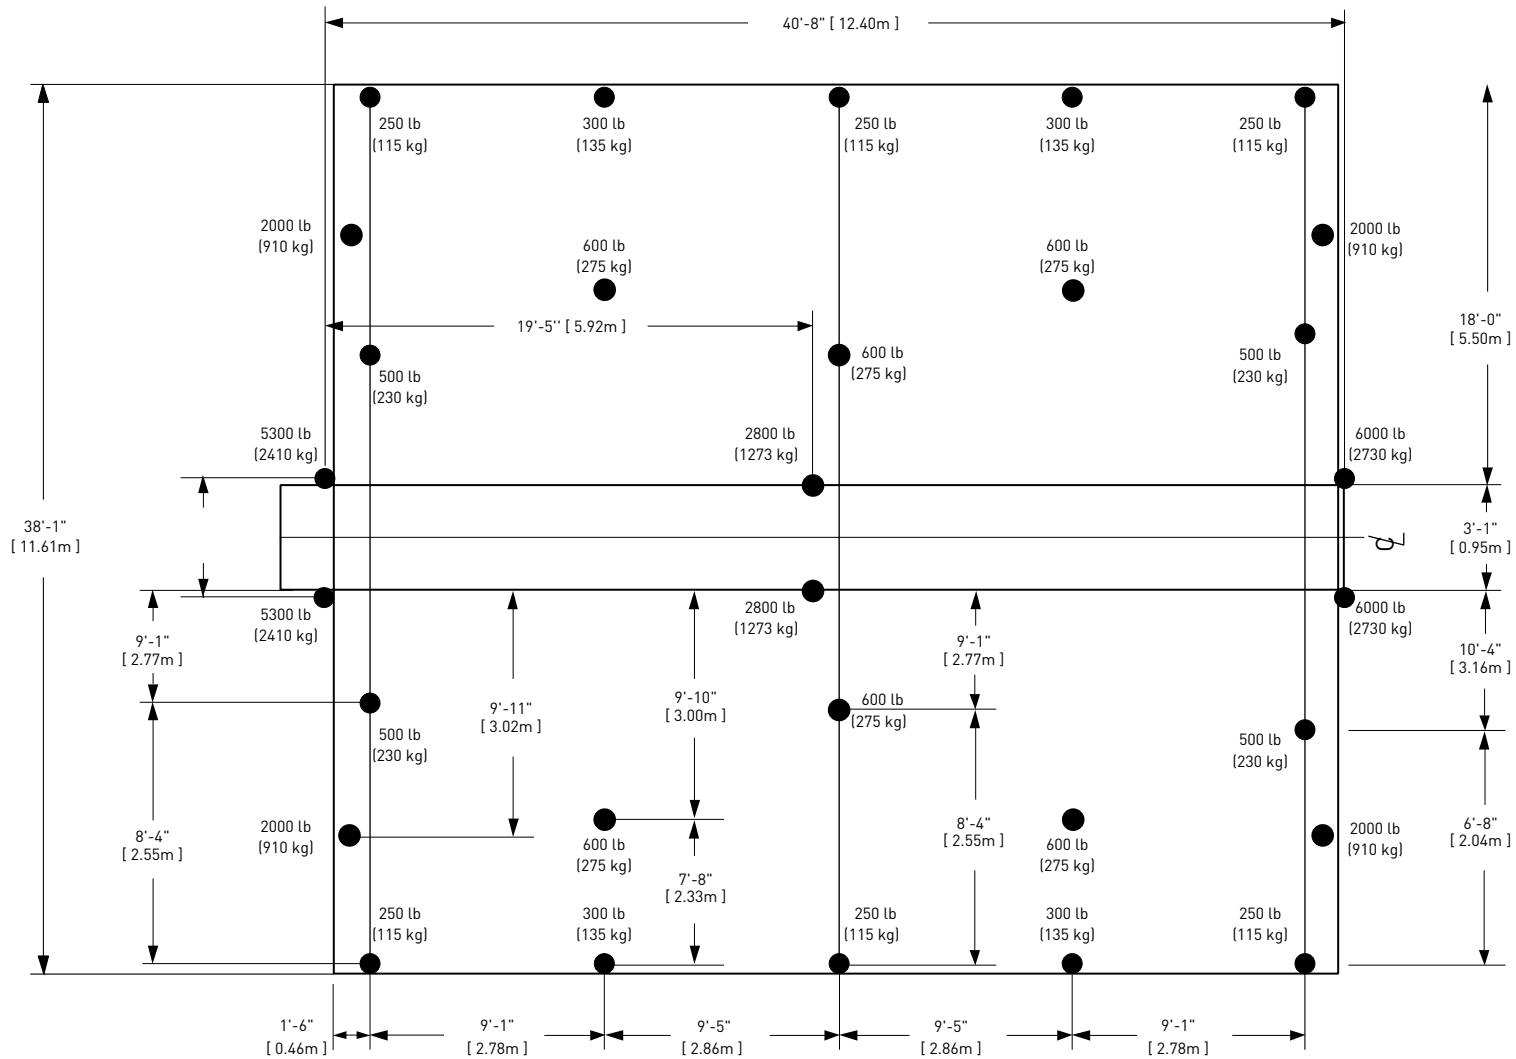 40'-8" [ 12.40m ]
250 lb
(115 kg)
300 lb
(135 kg)
250 lb
(115 kg)
300 lb
(135 kg)
250 lb
(115 kg)
2000 lb
(910 kg)
600 lb
(275 kg)
600 lb
(275 kg)
2000 lb
(910 kg)
19'-5'' [ 5.92m ]
18'-0"
[ 5.50m ]
500 lb
(230 kg)
600 lb
(275 kg)
500 lb
(230 kg)
5300 lb
(2410 kg)
2800 lb
(1273 kg)
6000 lb
(2730 kg)
38'-1"
[ 11.61m ]
3'-1"
[ 0.95m ]
5300 lb
(2410 kg)
2800 lb
(1273 kg)
6000 lb
(2730 kg)
9'-1"
[ 2.77m ]
9'-1"
[ 2.77m ]
10'-4"
[ 3.16m ]
9'-11"
[ 3.02m ]
9'-10"
[ 3.00m ]
600 lb
(275 kg)
500 lb
(230 kg)
500 lb
(230 kg)
2000 lb
(910 kg)
8'-4"
[ 2.55m ]
600 lb
(275 kg)
8'-4"
[ 2.55m ]
600 lb
(275 kg)
2000 lb
(910 kg)
6'-8"
[ 2.04m ]
7'-8"
[ 2.33m ]
250 lb
(115 kg)
300 lb
(135 kg)
250 lb
(115 kg)
300 lb
(135 kg)
250 lb
(115 kg)
1'-6"
[ 0.46m ]
9'-1"
[ 2.78m ]
9'-5"
[ 2.86m ]
9'-5"
[ 2.86m ]
9'-1"
[ 2.78m ]